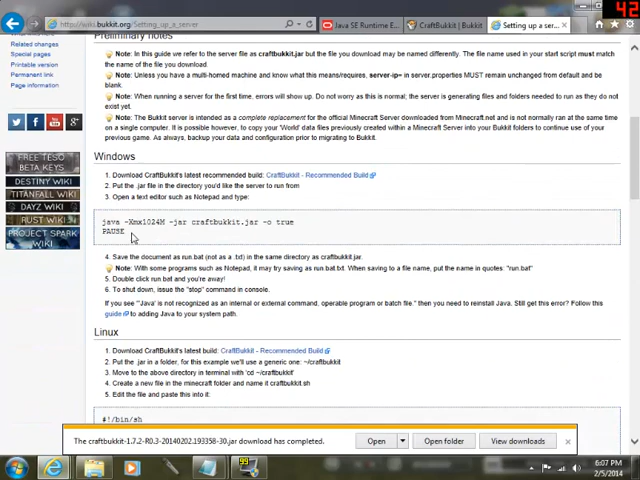 42
http://wiki.bukkit.org/Setting_up_a_server
Java SE Runtime E...
CraftBukkit | Bukkit
Setting up a serv...
Related changes
Special pages
Printable version
Permanent link
Page information
FREE TESO BETA KEYS
DESTINY WIKI
TITANFALL WIKI
DAYZ WIKI
RUST WIKI
PROJECT SPARK WIKI
Preliminary notes
Note: In this guide we refer to the server file as craftbukkit.jar but the file you download may be named differently. The file name used in your start script must match
the name of the file you download.
Note: Unless you have a multi-homed machine and know what this means/requires, server-ip= in server.properties MUST remain unchanged from default and be
blank.
Note: When running a server for the first time, errors will show up. Do not worry as this is normal; the server is generating files and folders needed to run as they do not
exist yet.
Note: The Bukkit server is intended as a complete replacement for the official Minecraft Server downloaded from Minecraft.net and is not normally ran at the same time
on a single computer. It is possible however, to copy your 'World' data files previously created within a Minecraft Server into your Bukkit folders to continue use of your
previous game. As always, backup your data and configuration prior to migrating to Bukkit.
Windows
1. Download CraftBukkit's latest recommended build: CraftBukkit - Recommended Build
2. Put the .jar file in the directory you'd like the server to run from
3. Open a text editor such as Notepad and type:
java -Xmx1024M -jar craftbukkit.jar -o true
PAUSE
4. Save the document as run.bat (not as a .txt) in the same directory as craftbukkit.jar.
Note: With some programs such as Notepad, it may try saving as run.bat.txt. When saving to a file name, put the name in quotes: "run.bat"
5. Double click run.bat and you're away!
6. To shut down, issue the "stop" command in console.
If you see "'Java' is not recognized as an internal or external command, operable program or batch file." then you need to reinstall Java. Still get this error? Follow this
guide to adding Java to your system path.
Linux
1. Download CraftBukkit's latest build: CraftBukkit - Recommended Build
2. Put the .jar in a folder, for this example we'll use a generic one: ~/craftbukkit
3. Move to the above directory in terminal with 'cd ~/craftbukkit'
4. Create a new file in the minecraft folder and name it craftbukkit.sh
5. Edit the file and paste this into it:
#!/bin/sh
The craftbukkit-1.7.2-R0.3-20140202.193358-30.jar download has completed.
Open
Open folder
View downloads
6:07 PM
2/5/2014